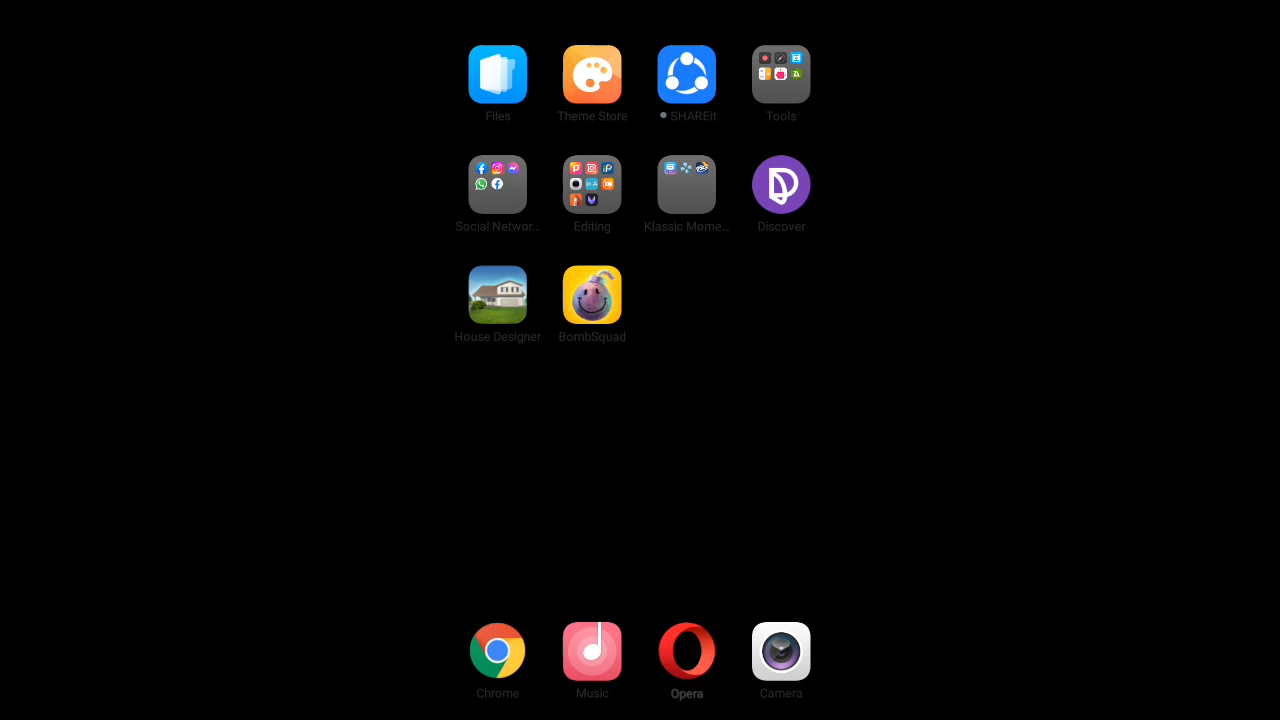 Files
Theme Store
SHAREit
Tools
Social Networ...
Editing
Klassic Mome...
Discover
House Designer
BombSquad
Chrome
Music
Opera
Camera